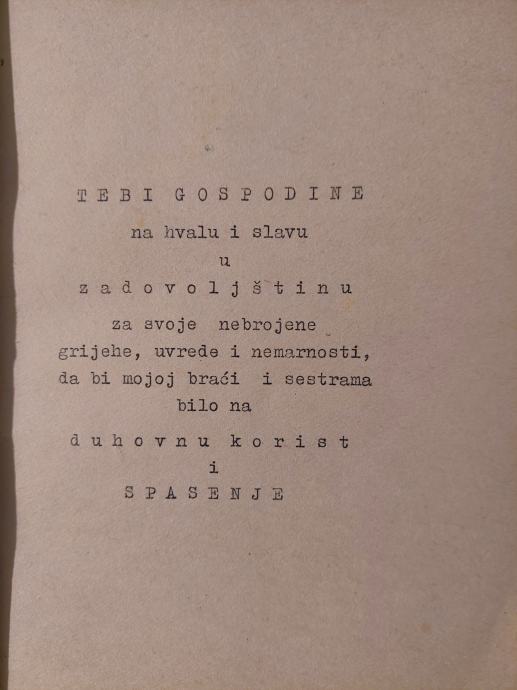 TEBI GOSPODINE
na hvalu i slavu
u
zadovoljštinu
za svoje nebrojene
grijehe, uvrede i nemarnosti,
da bi mojoj braći i sestrama
bilo na
duhovnu korist
i
SPASENJE